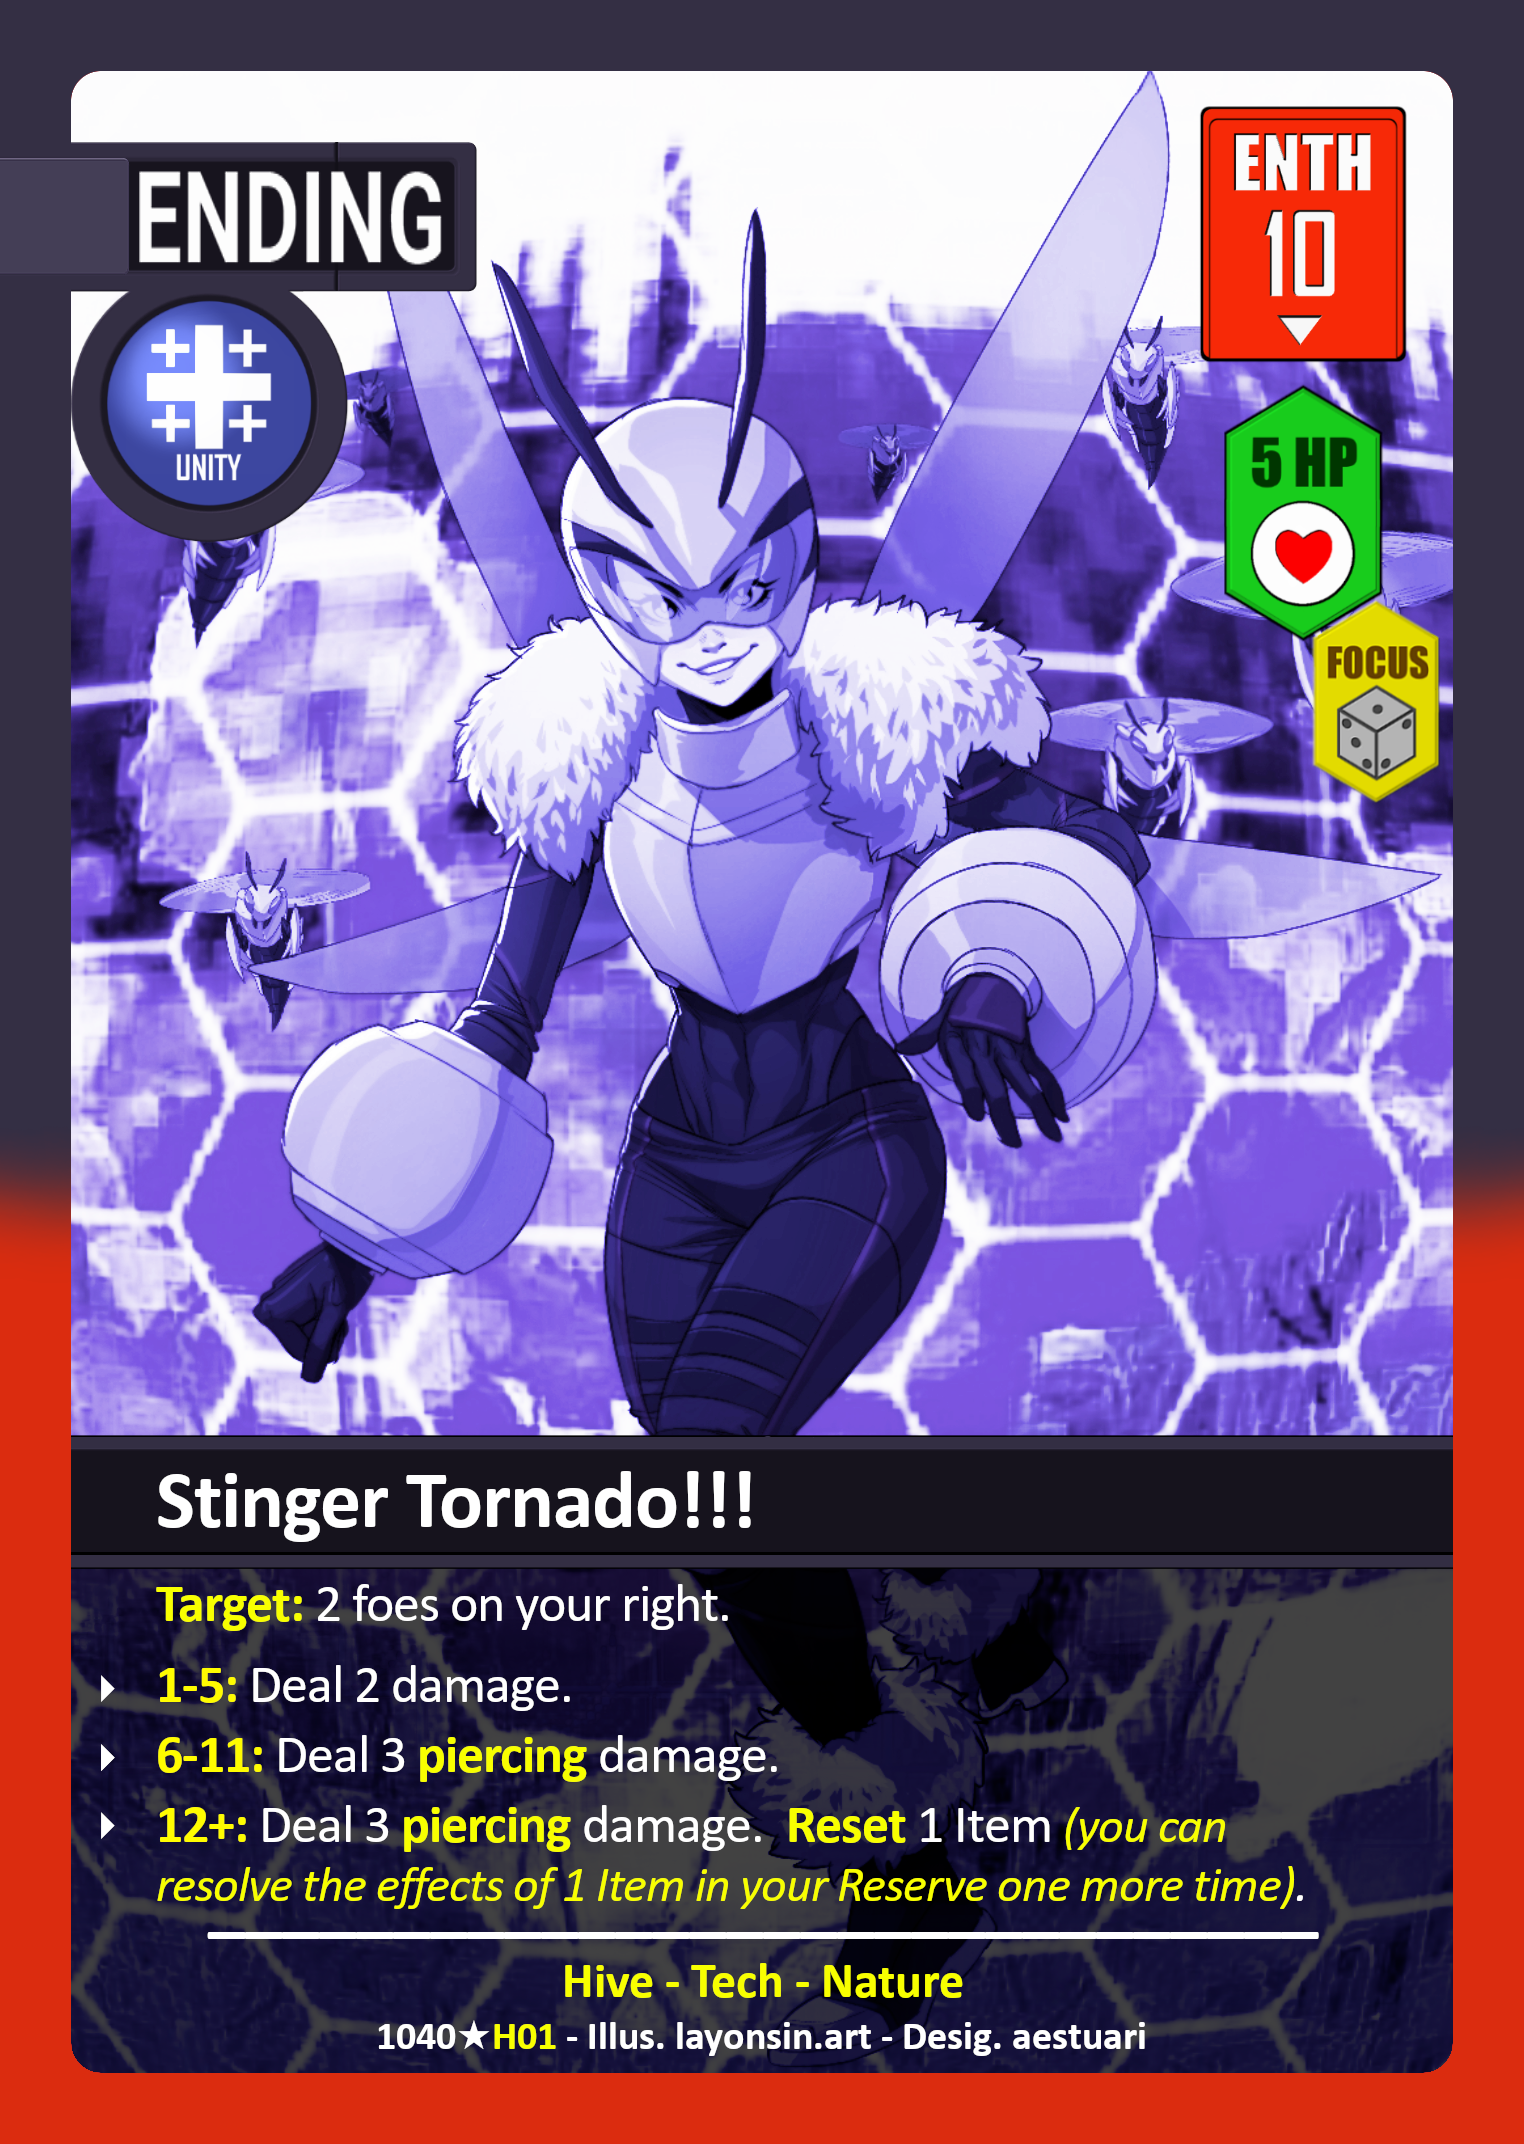 ENDING
UNITY
ENTH
10
5 HP
FOCUS
Stinger Tornado!!!
Target: 2 foes on your right.
1-5: Deal 2 damage.
6-11: Deal 3 piercing damage.
12+: Deal 3 piercing damage. Reset 1 Item (you can
resolve the effects of 1 Item in your Reserve one more time).
Hive - Tech - Nature
1040★H01 - Illus. layonsin.art - Desig. aestuari